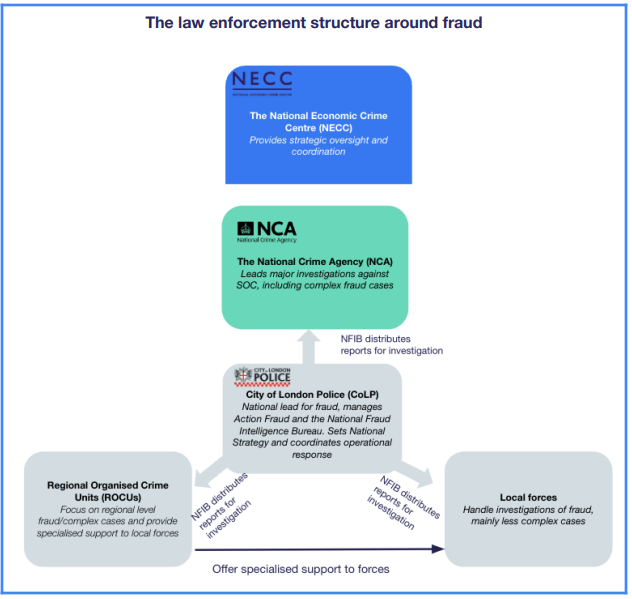 The law enforcement structure around fraud
NECC
NATIONAL ECONOMIC CRIME CENTRE
The National Economic Crime
Centre (NECC)
Provides strategic oversight and
coordination
NCA
National Crime Agency
The National Crime Agency (NCA)
Leads major investigations against
SOC, including complex fraud cases
NFIB distributes
reports for investigation
CITY OF LONDON
POLICE
City of London Police (CoLP)
National lead for fraud, manages
Action Fraud and the National Fraud
Intelligence Bureau. Sets National
Strategy and coordinates operational
response
Regional Organised Crime
Units (ROCUs)
Focus on regional level
fraud/complex cases and provide
specialised support to local forces
NFIB distributes
reports for
investigation
NFIB distributes
reports for
investigation
Local forces
Handle investigations of fraud,
mainly less complex cases
Offer specialised support to forces